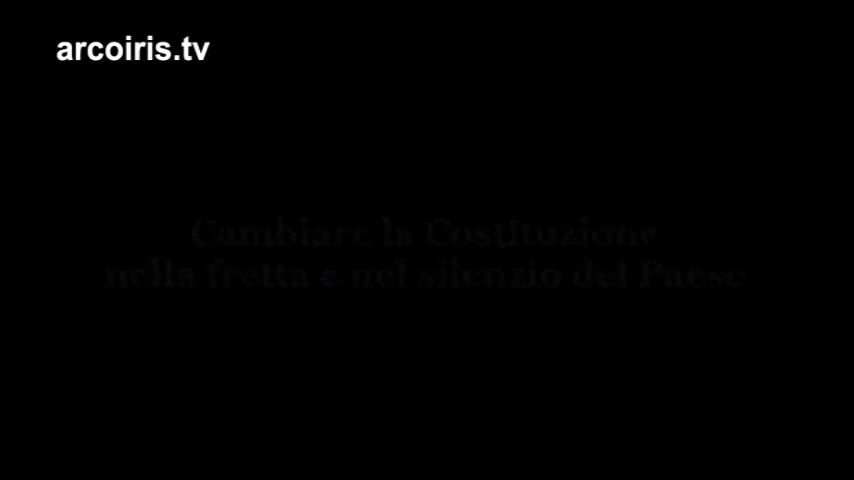 arcoiris.tv
Cambiare la Costituzione
nella fretta e nel silenzio del Paese